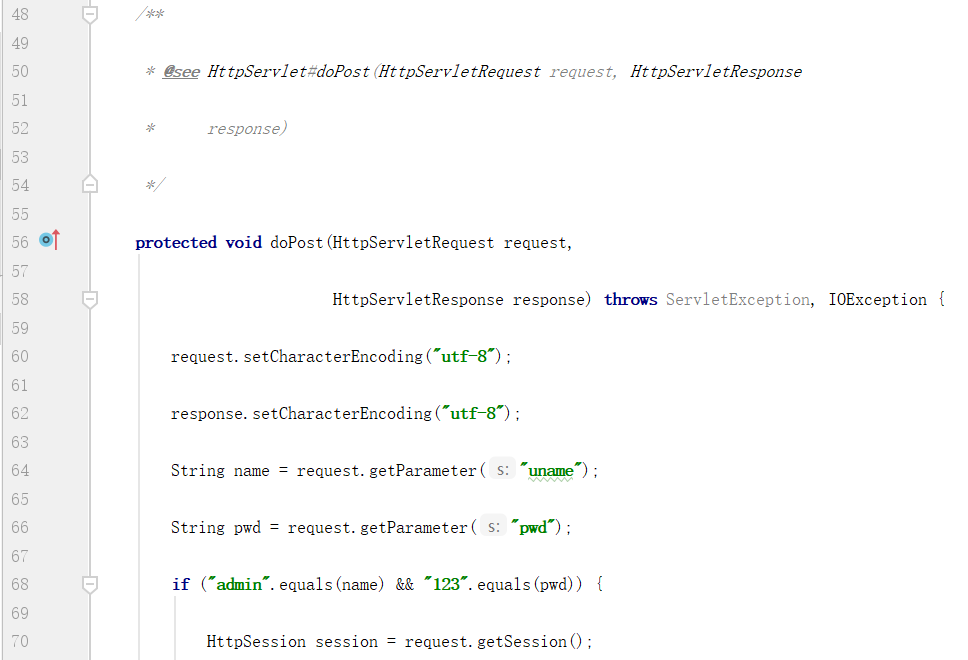 48 /**
49
50 * @see HttpServlet#doPost(HttpServletRequest request, HttpServletResponse
51
52 * response)
53
54 */
55
56 protected void doPost(HttpServletRequest request,
57
58 HttpServletResponse response) throws ServletException, IOException {
59
60 request.setCharacterEncoding("utf-8");
61
62 response.setCharacterEncoding("utf-8");
63
64 String name = request.getParameter( s: "uname");
65
66 String pwd = request.getParameter( s: "pwd");
67
68 if ("admin".equals(name) && "123".equals(pwd)) {
69
70 HttpSession session = request.getSession();